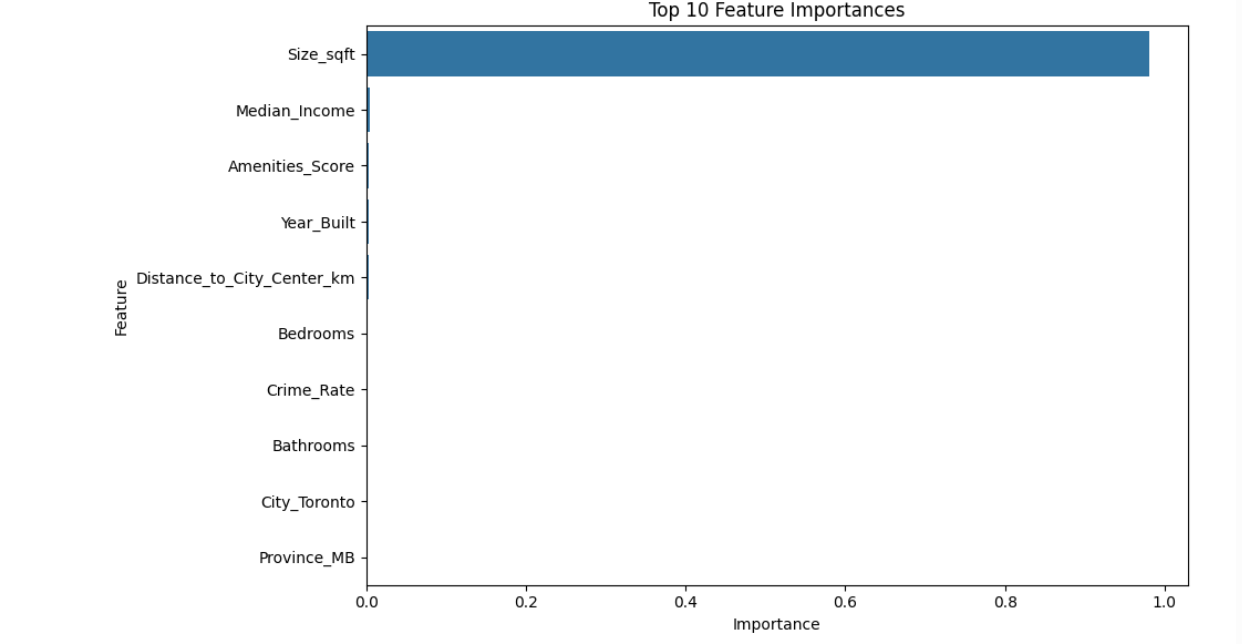 Top 10 Feature Importances
Feature
Size_sqft
Median_Income
Amenities_Score
Year_Built
Distance_to_City_Center_km
Bedrooms
Crime_Rate
Bathrooms
City_Toronto
Province_MB
0.0 0.2 0.4 0.6 0.8 1.0
Importance